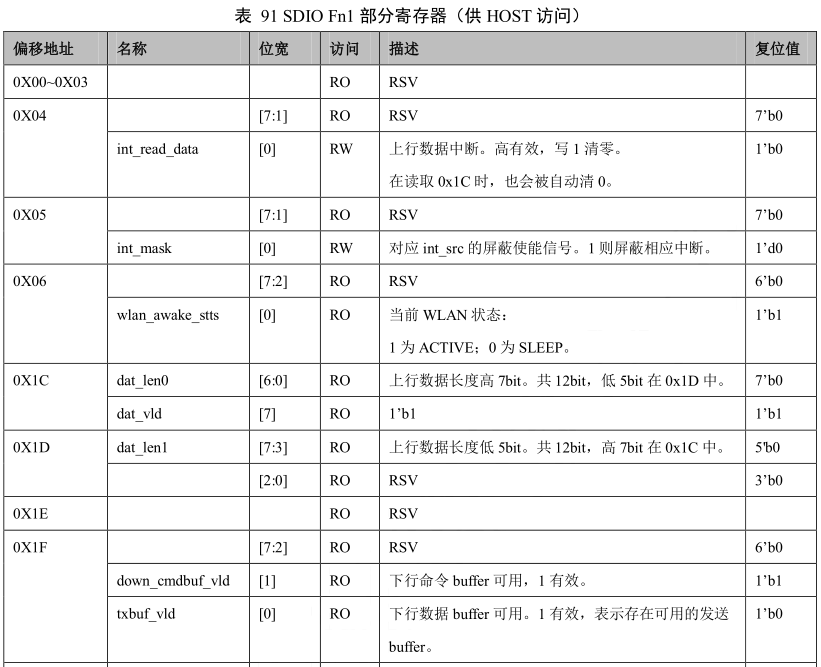 表 91 SDIO Fn1 部分寄存器（供 HOST 访问）
偏移地址 名称 位宽 访问 描述 复位值
0X00~0X03 RO RSV
0X04 [7:1] RO RSV 7’b0
int_read_data [0] RW 上行数据中断。高有效，写 1 清零。 1’b0
在读取 0x1C 时，也会被自动清 0。
0X05 [7:1] RO RSV 7’b0
int_mask [0] RW 对应 int_src 的屏蔽使能信号。1 则屏蔽相应中断。 1’d0
0X06 [7:2] RO RSV 6’b0
wlan_awake_stts [0] RO 当前 WLAN 状态： 1’b1
1 为 ACTIVE；0 为 SLEEP。
0X1C dat_len0 [6:0] RO 上行数据长度高 7bit。共 12bit，低 5bit 在 0x1D 中。 7’b0
dat_vld [7] RO 1’b1 1’b1
0X1D dat_len1 [7:3] RO 上行数据长度低 5bit。共 12bit，高 7bit 在 0x1C 中。 5'b0
[2:0] RO RSV 3’b0
0X1E RO RSV
0X1F [7:2] RO RSV 6’b0
down_cmdbuf_vld [1] RO 下行命令 buffer 可用，1 有效。 1’b1
txbuf_vld [0] RO 下行数据 buffer 可用。1 有效，表示存在可用的发送 1’b0
buffer。